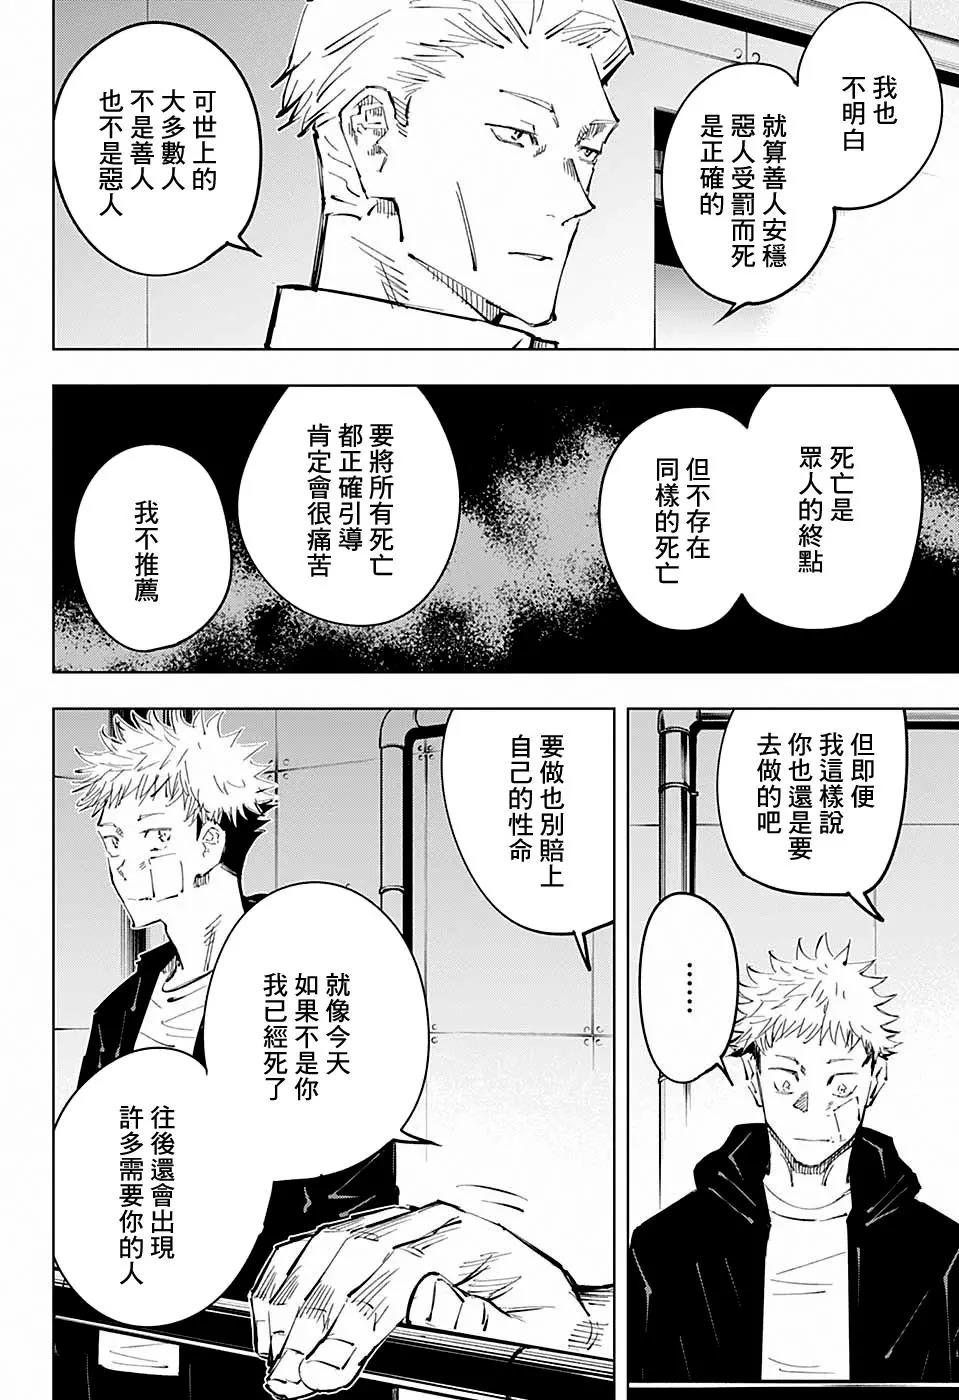 我也
不明白
就算善人安穩
惡人受罰而死
是正確的
可世上的
大多數人
不是善人
也不是惡人
死亡是
眾人的終點
但不存在
同樣的死亡
要將所有死亡
都正確引導
肯定會很痛苦
我不推薦
但即便
我這樣說
你也還是要
去做的吧
……
要做也別賠上
自己的性命
就像今天
如果不是你
我已經死了
往後還會出現
許多需要你的人